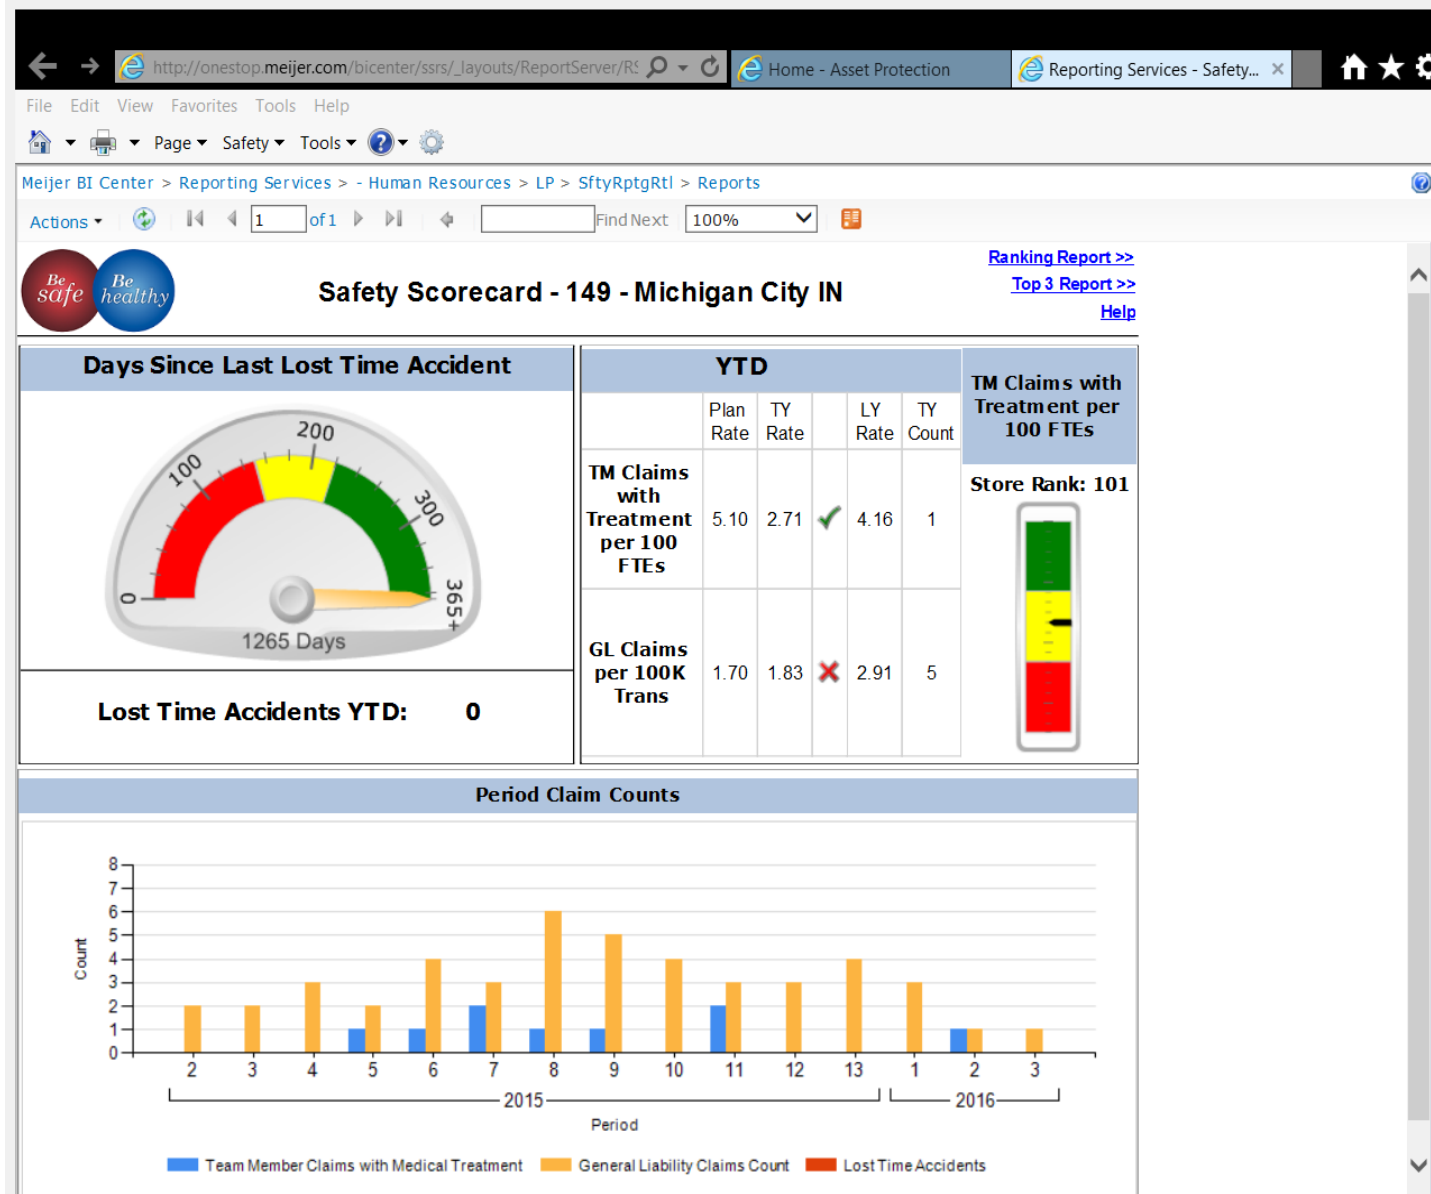 http://onestop.meijer.com/bicenter/ssrs/_layouts/ReportServer/RS
Home - Asset Protection
Reporting Services - Safety...
File Edit View Favorites Tools Help
Page Safety Tools
Meijer BI Center > Reporting Services > - Human Resources > LP > SftyRptgRtl > Reports
Actions 1 of 1 Find Next 100%
Be safe
Be healthy
Safety Scorecard - 149 - Michigan City IN
Ranking Report >>
Top 3 Report >>
Help
Days Since Last Lost Time Accident
0 100 200 300 365+
1265 Days
Lost Time Accidents YTD: 0
YTD
Plan Rate TY Rate LY Rate TY Count
TM Claims with Treatment per 100 FTEs 5.10 2.71 4.16 1
GL Claims per 100K Trans 1.70 1.83 2.91 5
TM Claims with
Treatment per
100 FTEs
Store Rank: 101
Period Claim Counts
8
7
6
5
4
3
2
1
0
Count
2 3 4 5 6 7 8 9 10 11 12 13 1 2 3
2015 2016
Period
Team Member Claims with Medical Treatment General Liability Claims Count Lost Time Accidents